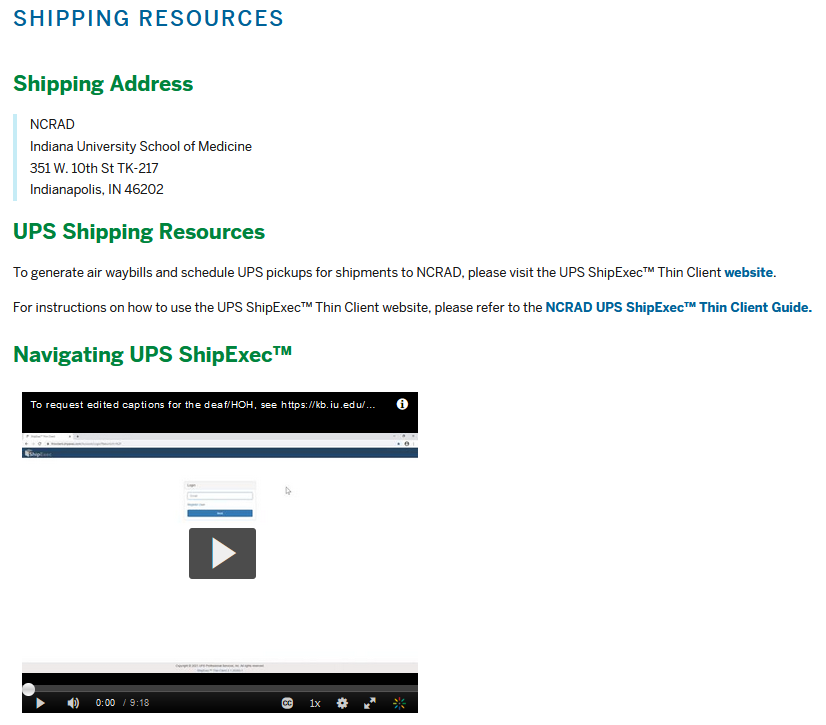 SHIPPING RESOURCES
Shipping Address
NCRAD
Indiana University School of Medicine
351 W. 10th St TK-217
Indianapolis, IN 46202
UPS Shipping Resources
To generate air waybills and schedule UPS pickups for shipments to NCRAD, please visit the UPS ShipExec™ Thin Client website.
For instructions on how to use the UPS ShipExec™ Thin Client website, please refer to the NCRAD UPS ShipExec™ Thin Client Guide.
Navigating UPS ShipExec™
To request edited captions for the deaf/HOH, see https://kb.iu.edu/...
ShipExec
Login
0:00 / 9:18
CC
1x